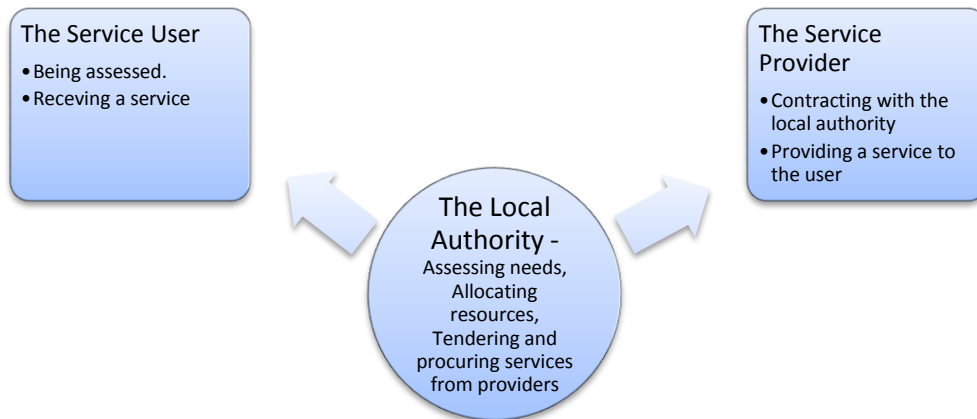 The Service User
•Being assessed.
•Receving a service
The Service
Provider
•Contracting with the
local authority
•Providing a service to
the user
The Local
Authority -
Assessing needs,
Allocating
resources,
Tendering and
procuring services
from providers